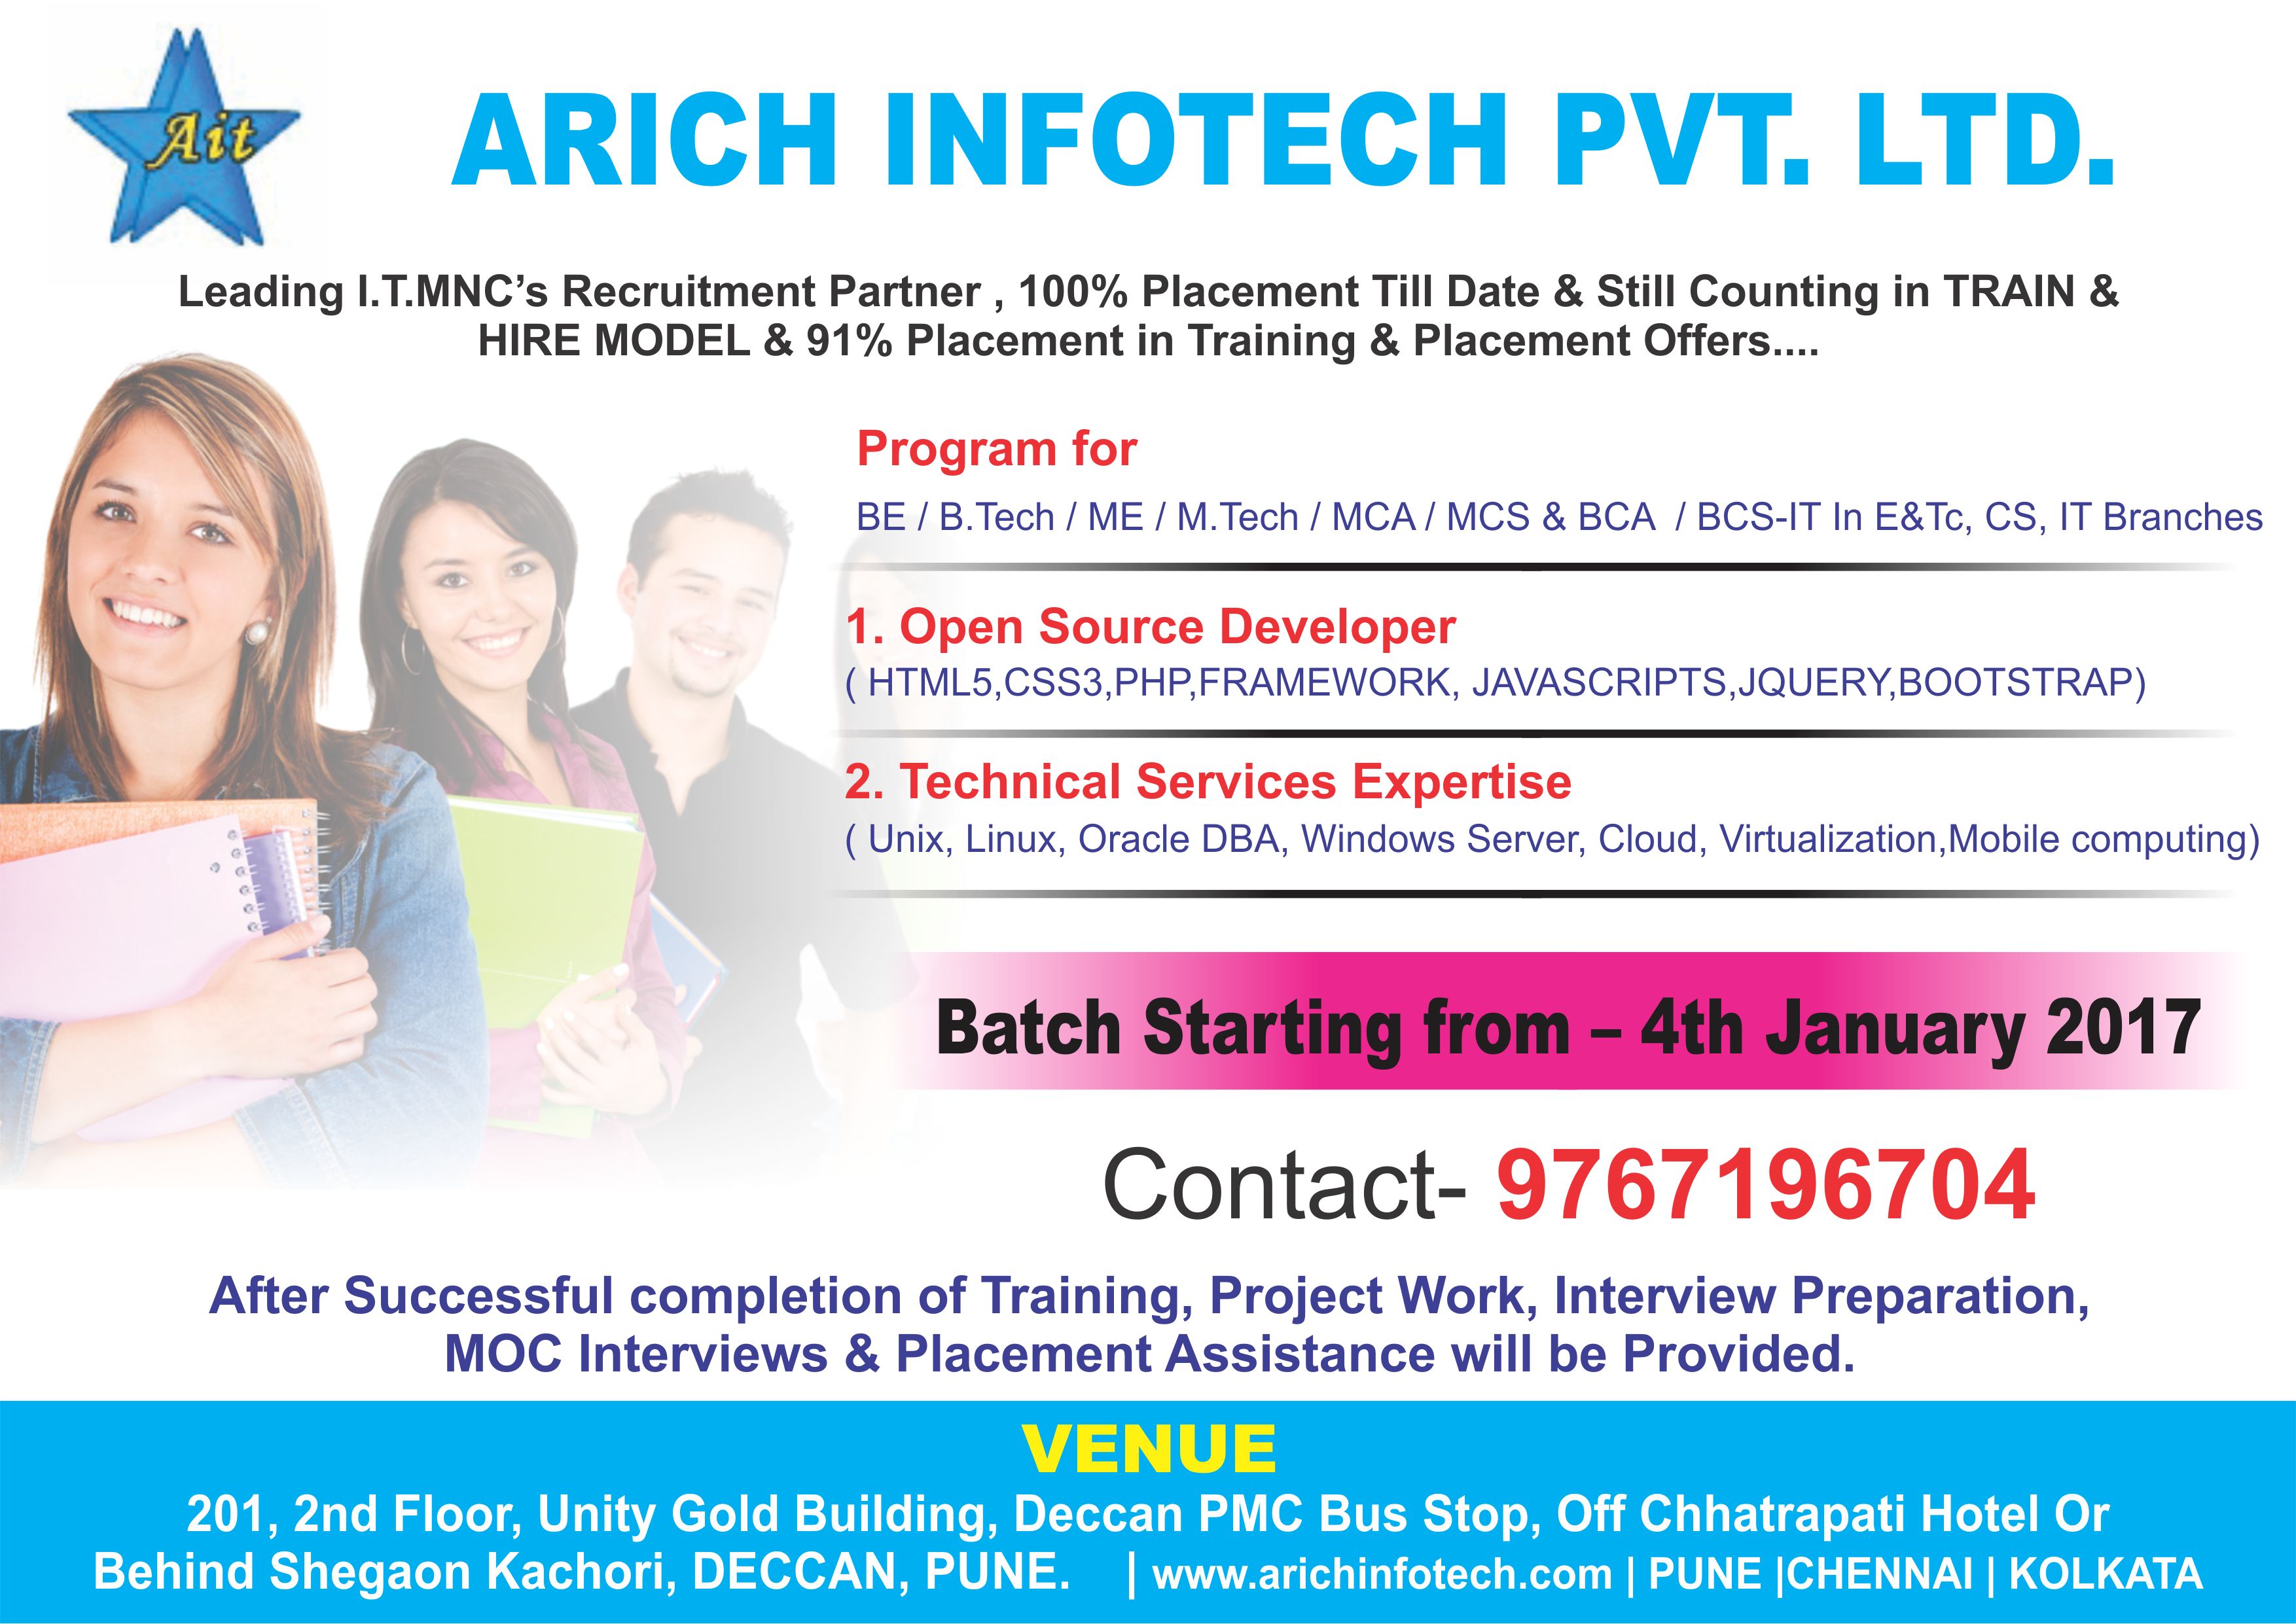 Ait
ARICH INFOTECH PVT. LTD.
Leading I.T.MNC’s Recruitment Partner , 100% Placement Till Date & Still Counting in TRAIN &
HIRE MODEL & 91% Placement in Training & Placement Offers....
Program for
BE / B.Tech / ME / M.Tech / MCA / MCS & BCA / BCS-IT In E&Tc, CS, IT Branches
1. Open Source Developer
( HTML5,CSS3,PHP,FRAMEWORK, JAVASCRIPTS,JQUERY,BOOTSTRAP)
2. Technical Services Expertise
( Unix, Linux, Oracle DBA, Windows Server, Cloud, Virtualization,Mobile computing)
Batch Starting from – 4th January 2017
Contact- 9767196704
After Successful completion of Training, Project Work, Interview Preparation,
MOC Interviews & Placement Assistance will be Provided.
VENUE
201, 2nd Floor, Unity Gold Building, Deccan PMC Bus Stop, Off Chhatrapati Hotel Or
Behind Shegaon Kachori, DECCAN, PUNE. | www.arichinfotech.com | PUNE |CHENNAI | KOLKATA